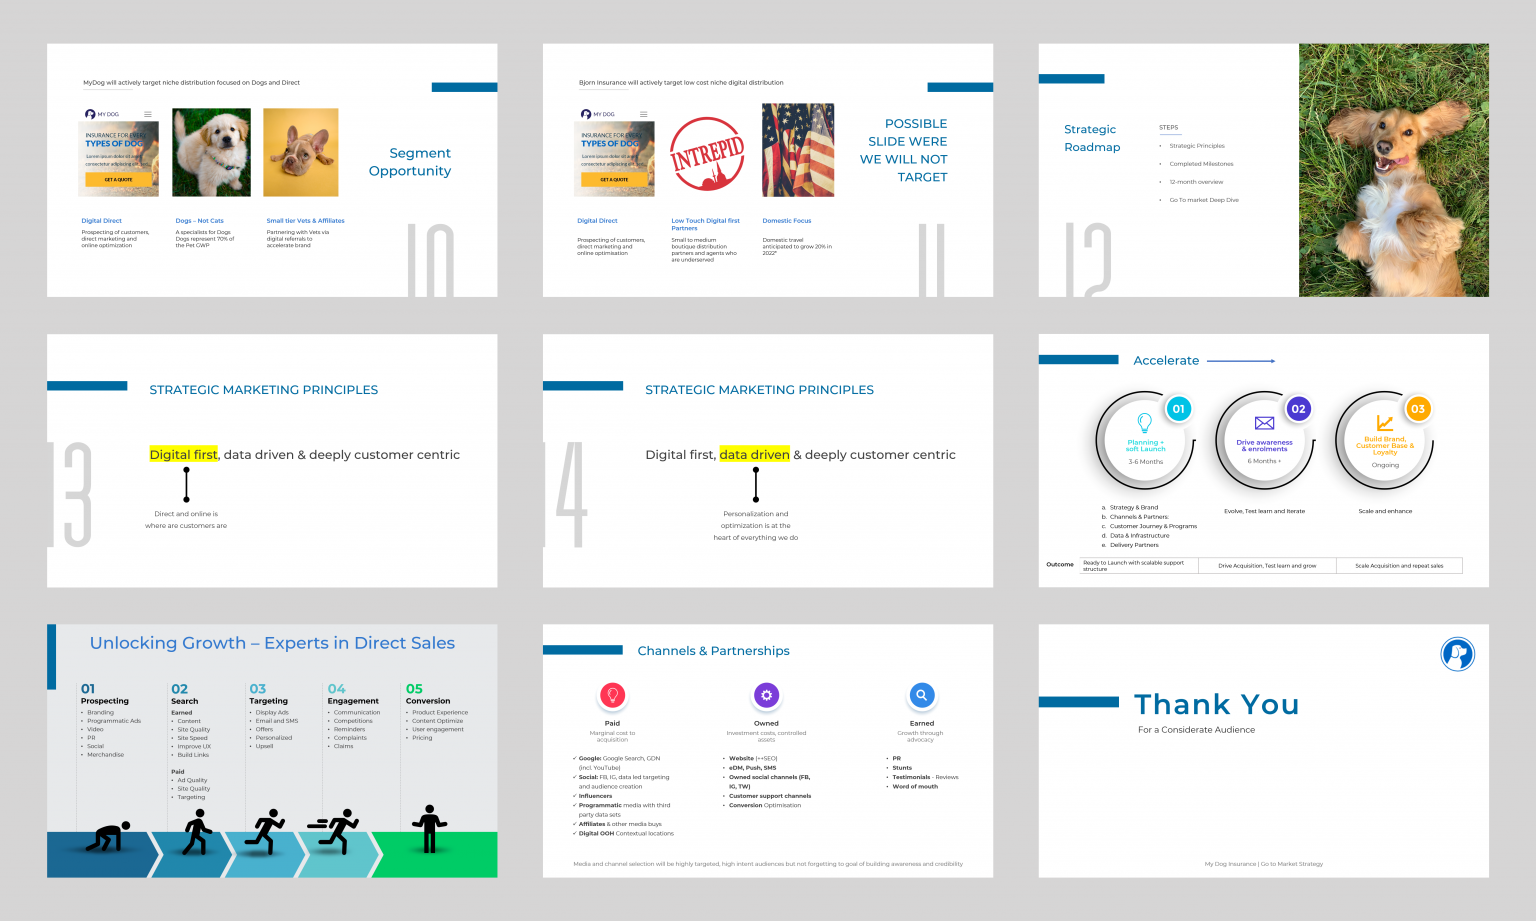 MyDog will actively target niche distribution focused on Dogs and Direct
MY DOG
INSURANCE FOR EVERY
TYPES OF DOG
Lorem ipsum dolor sit amet,
consectetur adipiscing elit, sed
GET A QUOTE
Segment
Opportunity
Digital Direct
Prospecting of customers,
direct marketing and
online optimization
Dogs – Not Cats
A specialists for Dogs
Dogs represent 70% of
the Pet GWP
Small tier Vets & Affiliates
Partnering with Vets via
digital referrals to
accelerate brand
10
Bjorn Insurance will actively target low cost niche digital distribution
MY DOG
INSURANCE FOR EVERY
TYPES OF DOG
Lorem ipsum dolor sit amet,
consectetur adipiscing elit, sed
GET A QUOTE
INTREPID
POSSIBLE
SLIDE WERE
WE WILL NOT
TARGET
Digital Direct
Prospecting of customers,
direct marketing and
online optimisation
Low Touch Digital first
Partners
Small to medium
boutique distribution
partners and agents who
are underserved
Domestic Focus
Domestic travel
anticipated to grow 20% in
2022*
11
Strategic
Roadmap
STEPS
• Strategic Principles
• Completed Milestones
• 12-month overview
• Go To market Deep Dive
12
STRATEGIC MARKETING PRINCIPLES
Digital first, data driven & deeply customer centric
Direct and online is
where are customers are
13
STRATEGIC MARKETING PRINCIPLES
Digital first, data driven & deeply customer centric
Personalization and
optimization is at the
heart of everything we do
14
Accelerate
01
Planning +
soft Launch
3-6 Months
02
Drive awareness
& enrolments
6 Months +
03
Build Brand,
Customer Base &
Loyalty
Ongoing
a. Strategy & Brand
b. Channels & Partners:
c. Customer Journey & Programs
d. Data & Infrastructure
e. Delivery Partners
Evolve, Test learn and Iterate
Scale and enhance
Outcome
Ready to Launch with scalable support
structure
Drive Acquisition, Test learn and grow
Scale Acquisition and repeat sales
Unlocking Growth – Experts in Direct Sales
01
Prospecting
• Branding
• Programmatic Ads
• Video
• PR
• Social
• Merchandise
02
Search
Earned
• Content
• Site Quality
• Site Speed
• Improve UX
• Build Links
Paid
• Ad Quality
• Site Quality
• Targeting
03
Targeting
• Display Ads
• Email and SMS
• Offers
• Personalized
• Upsell
04
Engagement
• Communication
• Competitions
• Reminders
• Complaints
• Claims
05
Conversion
• Product Experience
• Content Optimize
• User engagement
• Pricing
Channels & Partnerships
Paid
Marginal cost to
acquisition
✓ Google: Google Search, GDN
(incl. YouTube)
✓ Social: FB, IG, data led targeting
and audience creation
✓ Influencers
✓ Programmatic media with third
party data sets
✓ Affiliates & other media buys
✓ Digital OOH Contextual locations
Owned
Investment costs, controlled
assets
• Website (++SEO)
• eDM, Push, SMS
• Owned social channels (FB,
IG, TW)
• Customer support channels
• Conversion Optimisation
Earned
Growth through
advocacy
• PR
• Stunts
• Testimonials - Reviews
• Word of mouth
Media and channel selection will be highly targeted, high intent audiences but not forgetting to goal of building awareness and credibility
Thank You
For a Considerate Audience
My Dog Insurance | Go to Market Strategy